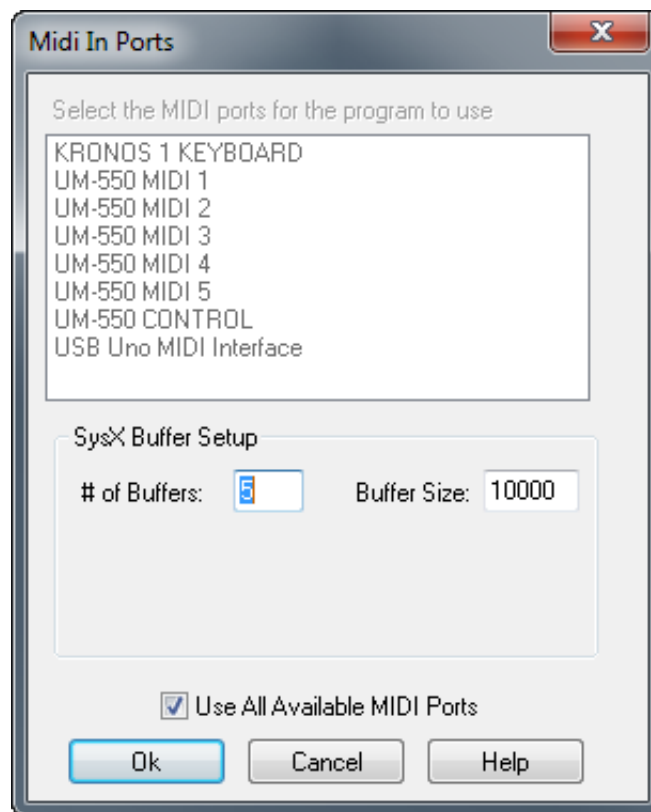 Midi In Ports
Select the MIDI ports for the program to use
KRONOS 1 KEYBOARD
UM-550 MIDI 1
UM-550 MIDI 2
UM-550 MIDI 3
UM-550 MIDI 4
UM-550 MIDI 5
UM-550 CONTROL
USB Uno MIDI Interface
SysX Buffer Setup
# of Buffers: 5 Buffer Size: 10000
Use All Available MIDI Ports
Ok Cancel Help